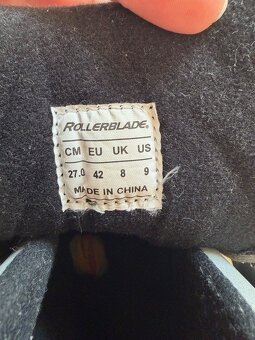 ROLLERBLADE®
CM EU UK US
27.0 42 8 9
MADE IN CHINA